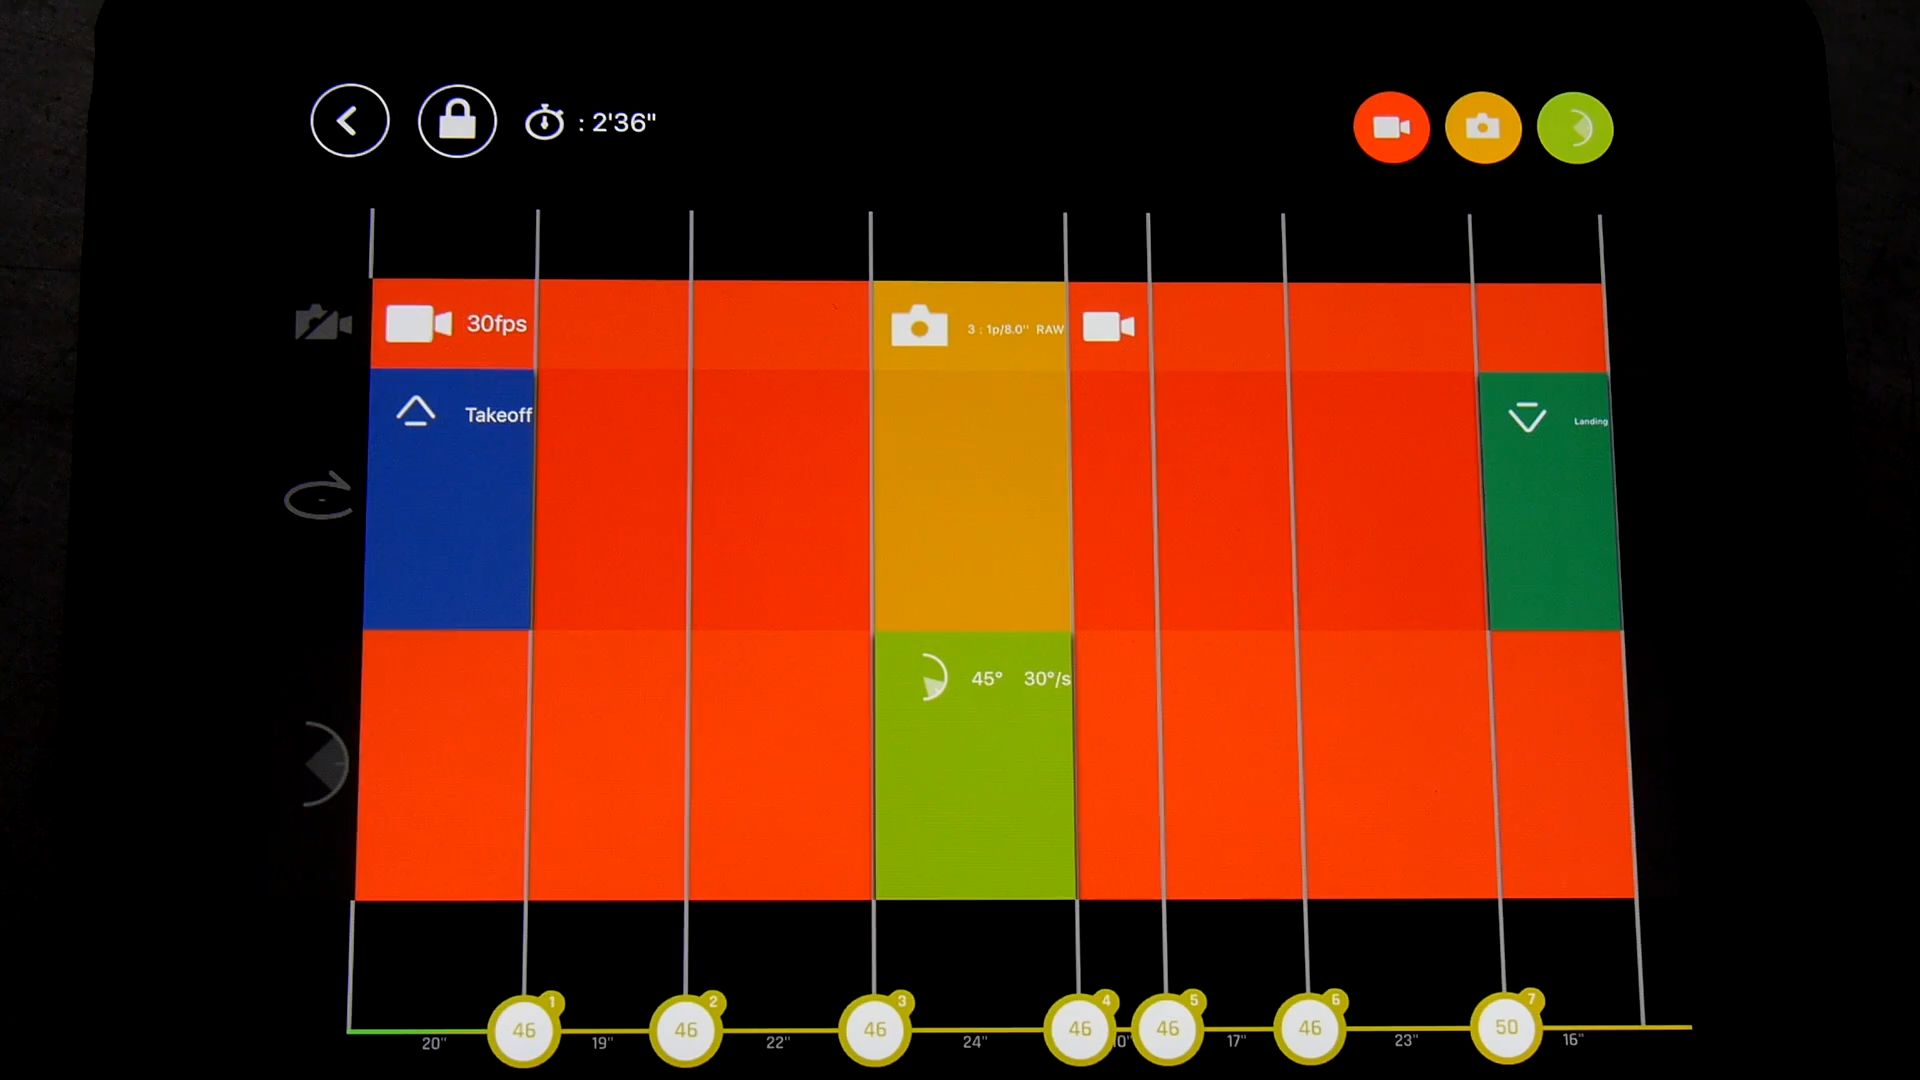 : 2'36"
30fps
3 : 1p/8.0'' RAW
Takeoff
Landing
45° 30°/s
1 2 3 4 5 6 7
46 46 46 46 46 46 50
20" 19" 22" 24" 17" 23" 16"